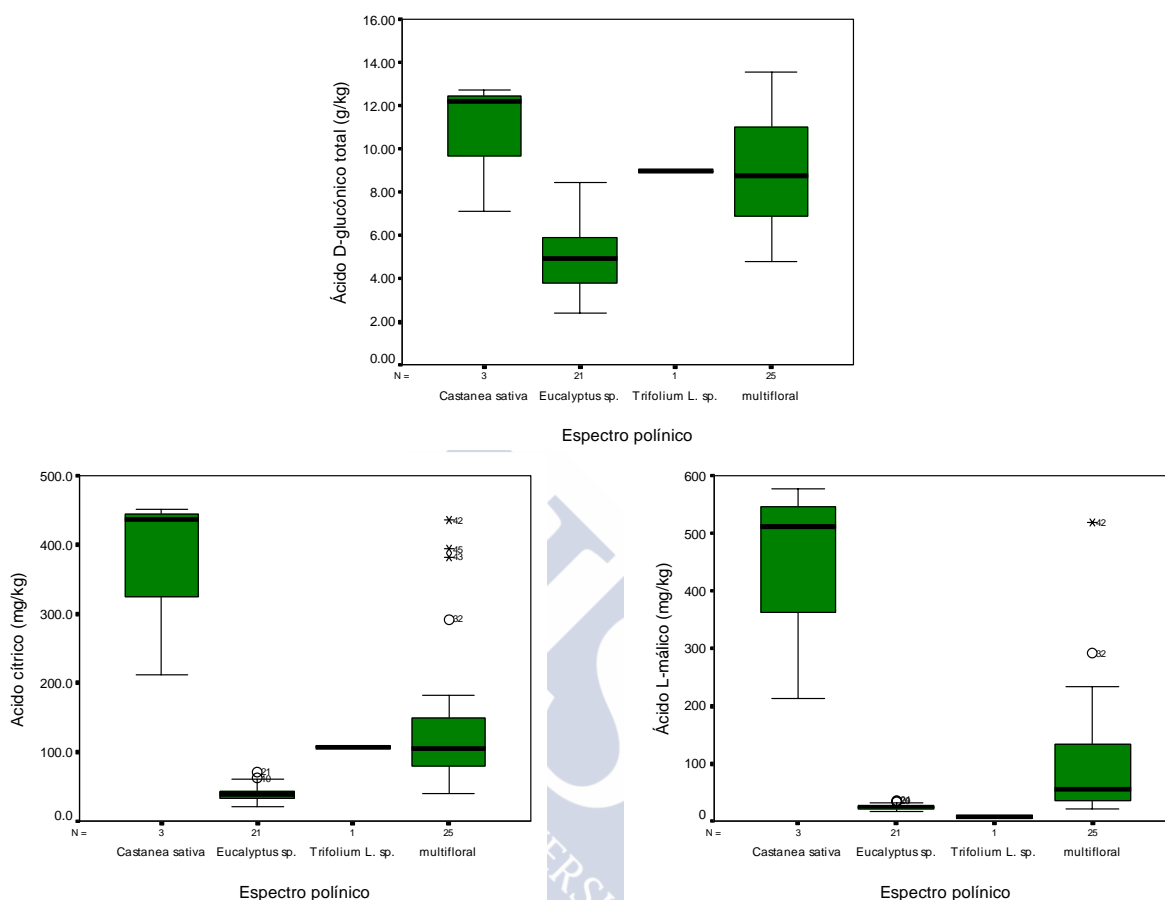 16.00
14.00
12.00
10.00
8.00
6.00
4.00
2.00
0.00
Ácido D-glucónico total (g/kg)
N = 3 21 1 25
Castanea sativa Eucalyptus sp. Trifolium L. sp. multifloral
Espectro polínico
500.0
400.0
300.0
200.0
100.0
0.0
Acido cítrico (mg/kg)
42
45
43
32
21
10
N = 3 21 1 25
Castanea sativa Eucalyptus sp. Trifolium L. sp. multifloral
Espectro polínico
600
500
400
300
200
100
0
Ácido L-málico (mg/kg)
42
32
N = 3 21 1 25
Castanea sativa Eucalyptus sp. Trifolium L. sp. multifloral
Espectro polínico